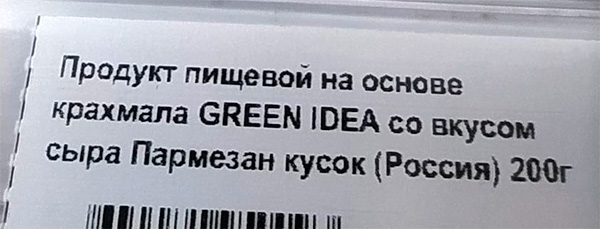 Продукт пищевой на основе
крахмала GREEN IDEA со вкусом
сыра Пармезан кусок (Россия) 200г